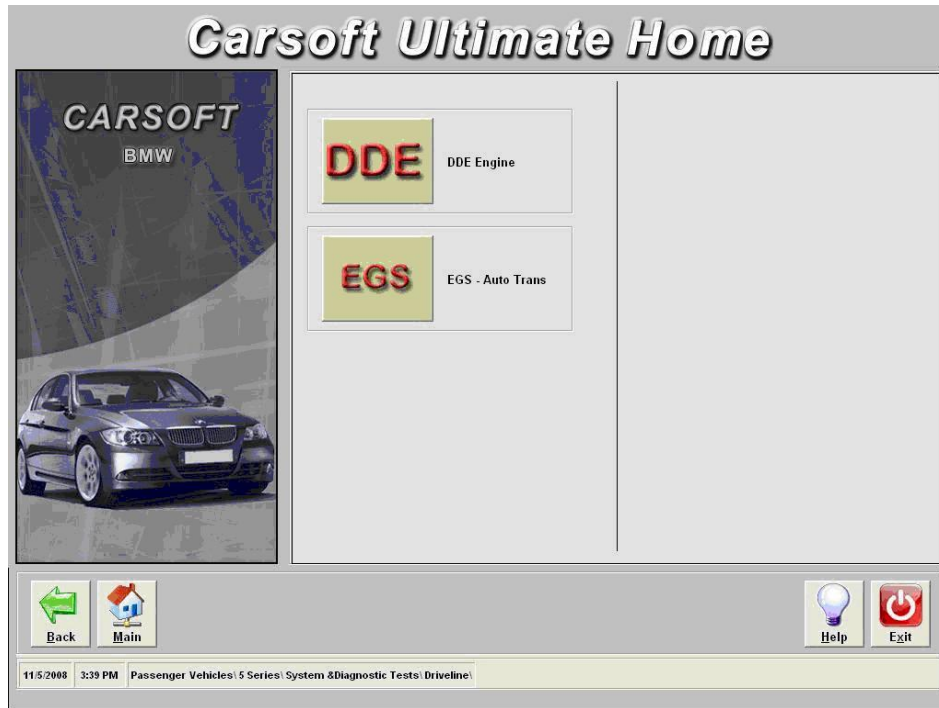 Carsoft Ultimate Home
CARSOFT
BMW
DDE
DDE Engine
EGS
EGS - Auto Trans
Back
Main
Help
Exit
11/5/2008 3:39 PM Passenger Vehicles\5 Series\System &Diagnostic Tests\Driveline\